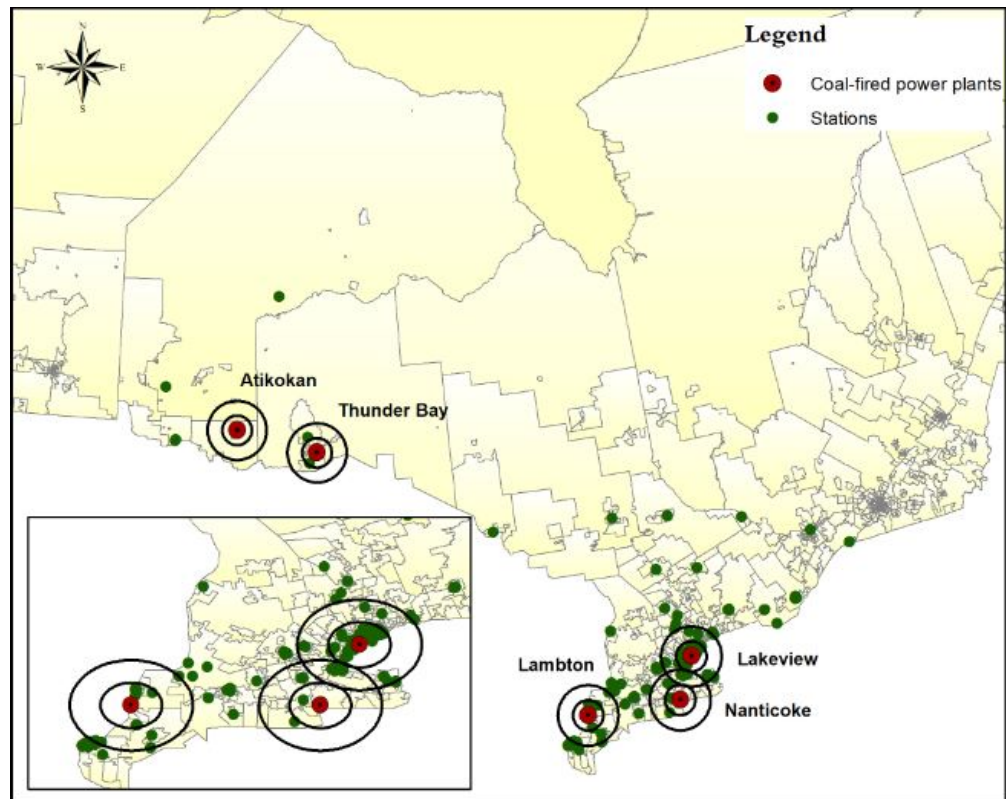 N
W
E
S
Legend
Coal-fired power plants
Stations
Atikokan
Thunder Bay
Lambton
Lakeview
Nanticoke